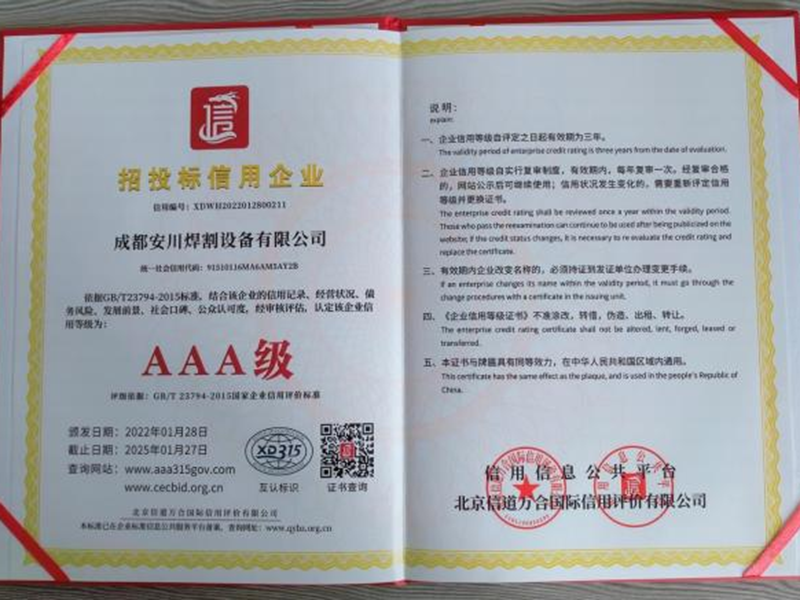 信
招投标信用企业
信用编号：XDWH2022012800211
成都安川焊割设备有限公司
统一社会信用代码：91510116MA6AM5AY2B
依据GB/T23794-2015标准，结合该企业的信用记录、经营状况、债
务风险、发展前景、社会口碑、公众认可度，经审核评估，认定该企业信
用等级为：
AAA级
评级依据：GB/T 23794-2015国家企业信用评价标准
颁发日期：2022年01月28日
截止日期：2025年01月27日
查询网站：www.aaa315gov.com
www.cecbid.org.cn
XD315
互认标识
证书查询
北京信道万合国际信用评价有限公司
本标准已在企业标准信息公共服务平台备案，查询网址：www.qybz.org.cn
说明：
explain:
一、企业信用等级自评定之日起有效期为三年。
The validity period of enterprise credit rating is three years from the date of evaluation.
二、企业信用等级自实行复审制度，有效期内，每年复审一次。经复审合格
的，网站公示后可继续使用；信用状况发生变化的，需要重新评定信用
等级并更换证书。
The enterprise credit rating shall be reviewed once a year within the validity period.
Those who pass the reexamination can continue to be used after being publicized on the
website; if the credit status changes, it is necessary to re evaluate the credit rating and
replace the certificate.
三、有效期内企业改变名称的，必须持证到发证单位办理变更手续。
If an enterprise changes its name within the validity period, it must go through the
change procedures with a certificate in the issuing unit.
四、《企业信用等级证书》不准涂改，转借，伪造、出租、转让。
The enterprise credit rating certificate shall not be altered, lent, forged, leased or
transferred.
五、本证书与牌匾具有同等效力，在中华人民共和国区域内通用。
This certificate has the same effect as the plaque, and is used in the people's Republic of
China.
信用信息公共平台
北京信道万合国际信用评价有限公司